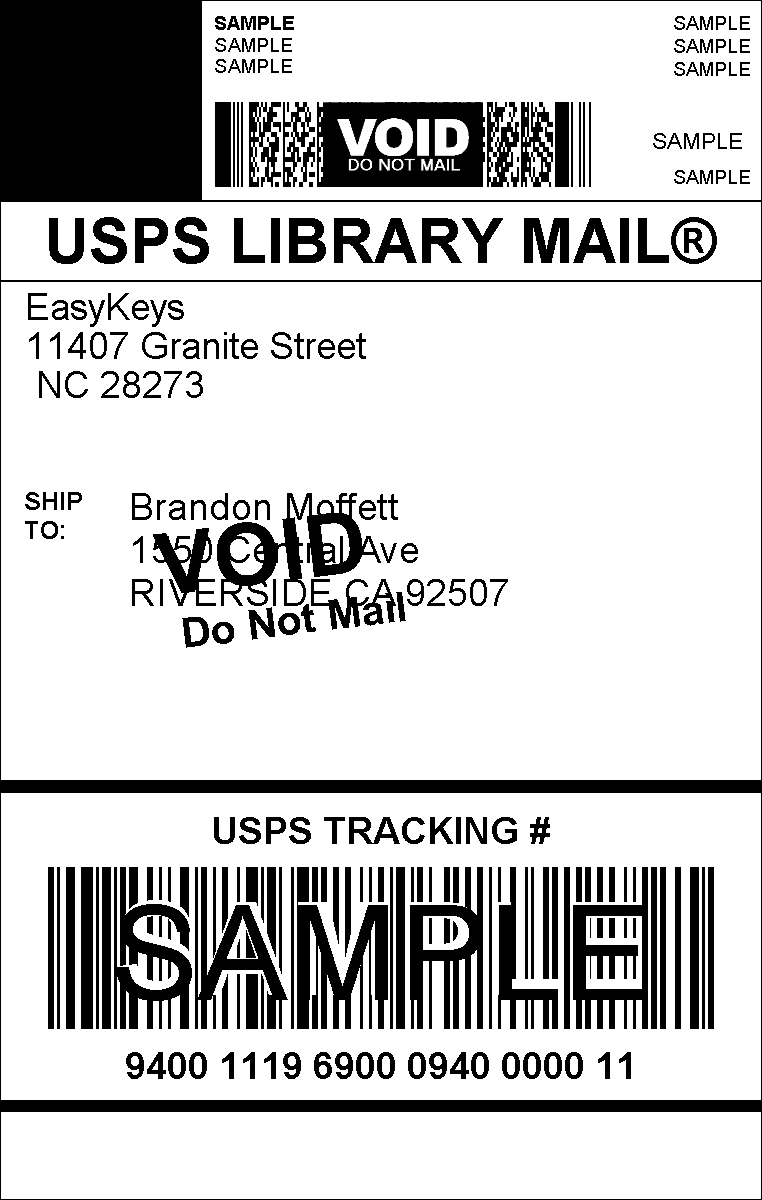 SAMPLE
SAMPLE
SAMPLE
SAMPLE
SAMPLE
SAMPLE
VOID
DO NOT MAIL
SAMPLE
SAMPLE
USPS LIBRARY MAIL®
EasyKeys
11407 Granite Street
NC 28273
SHIP
TO:
Brandon Moffett
1550 Central Ave
RIVERSIDE CA 92507
VOID
Do Not Mail
USPS TRACKING #
SAMPLE
9400 1119 6900 0940 0000 11